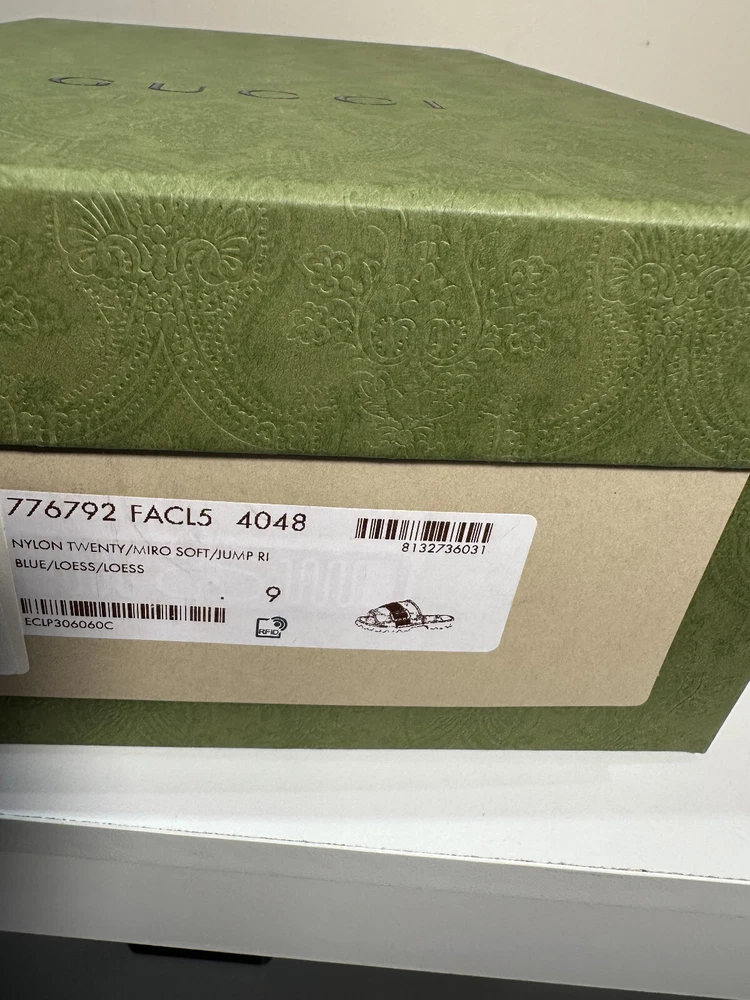 GUCCI
776792 FACL5 4048
8132736031
NYLON TWENTY/MIRO SOFT/JUMP RI
BLUE/LOESS/LOESS
9
ECLP306060C
RFID